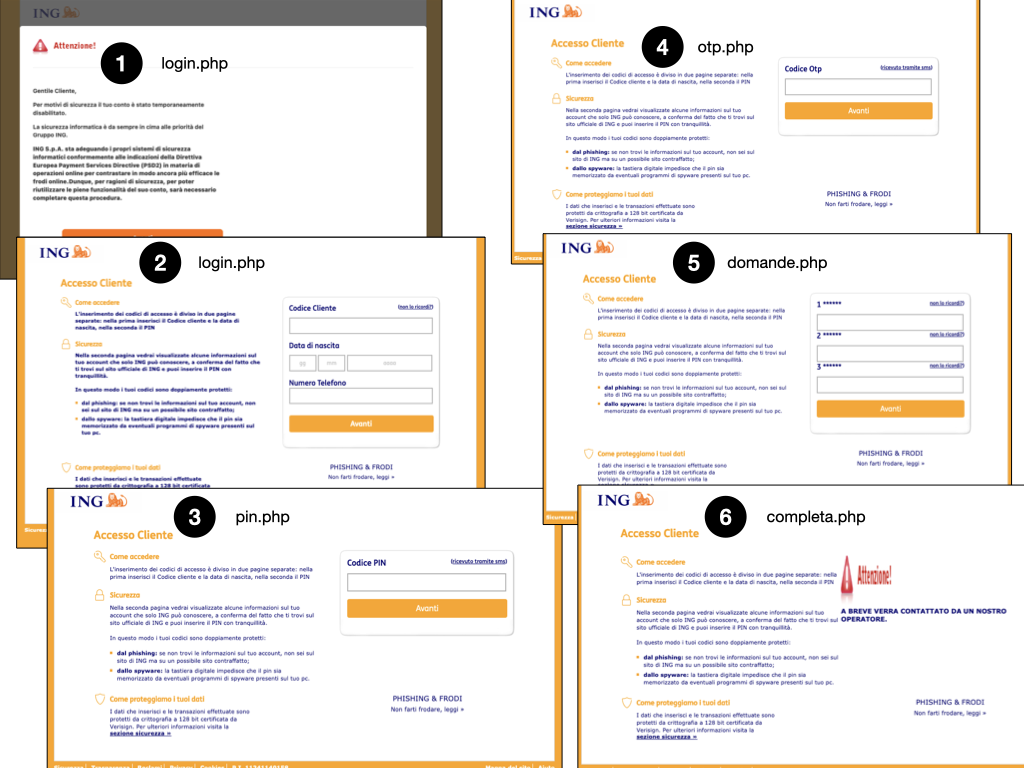 ING
Attenzione!
1
login.php
Gentile Cliente,
Per motivi di sicurezza il tuo conto è stato temporaneamente
disabilitato.
La sicurezza informatica è da sempre in cima alle priorità del
Gruppo ING.
ING S.p.A. sta adeguando i propri sistemi di sicurezza
informatici conformemente alle indicazioni della Direttiva
Europea Payment Services Directive (PSD2) in materia di
operazioni online per contrastare in modo ancora più efficace le
frodi online.Dunque, per ragioni di sicurezza, per poter
riutilizzare le piene funzionalità del suo conto, sarà necessario
completare questa procedura.
ING
2
login.php
Accesso Cliente
Come accedere
L'inserimento dei codici di accesso è diviso in due pagine
separate: nella prima inserisci il Codice cliente e la data di
nascita, nella seconda il PIN
Sicurezza
Nella seconda pagina vedrai visualizzate alcune informazioni sul
tuo account che solo ING può conoscere, a conferma del fatto che
ti trovi sul sito ufficiale di ING e puoi inserire il PIN con
tranquillità.
In questo modo i tuoi codici sono doppiamente protetti:
dal phishing: se non trovi le informazioni sul tuo account, non
sei sul sito di ING ma su un possibile sito contraffatto;
dallo spyware: la tastiera digitale impedisce che il pin sia
memorizzato da eventuali programmi di spyware presenti sul
tuo pc.
Come proteggiamo i tuoi dati
I dati che inserisci e le transazioni effettuate sono
protetti da crittografia a 128 bit certificata
Codice Cliente
(non lo ricordi?)
Data di nascita
gg
mm
aaaa
Numero Telefono
Avanti
PHISHING & FRODI
Non farti frodare, leggi »
Sicurezza
ING
3
pin.php
Accesso Cliente
Come accedere
L'inserimento dei codici di accesso è diviso in due pagine separate: nella
prima inserisci il Codice cliente e la data di nascita, nella seconda il PIN
Sicurezza
Nella seconda pagina vedrai visualizzate alcune informazioni sul tuo
account che solo ING può conoscere, a conferma del fatto che ti trovi sul
sito ufficiale di ING e puoi inserire il PIN con tranquillità.
In questo modo i tuoi codici sono doppiamente protetti:
dal phishing: se non trovi le informazioni sul tuo account, non sei sul
sito di ING ma su un possibile sito contraffatto;
dallo spyware: la tastiera digitale impedisce che il pin sia
memorizzato da eventuali programmi di spyware presenti sul tuo pc.
Come proteggiamo i tuoi dati
I dati che inserisci e le transazioni effettuate sono
protetti da crittografia a 128 bit certificata da
Verisign. Per ulteriori informazioni visita la
sezione sicurezza »
Codice PIN
(ricevuto tramite sms)
Avanti
PHISHING & FRODI
Non farti frodare, leggi »
Sicurezza | Trasparenza | Reclami | Privacy | Cookies | P.I. 11241140158
Mappa del sito | Aiuto
ING
4
otp.php
Accesso Cliente
Come accedere
L'inserimento dei codici di accesso è diviso in due pagine separate: nella
prima inserisci il Codice cliente e la data di nascita, nella seconda il PIN
Sicurezza
Nella seconda pagina vedrai visualizzate alcune informazioni sul tuo
account che solo ING può conoscere, a conferma del fatto che ti trovi sul
sito ufficiale di ING e puoi inserire il PIN con tranquillità.
In questo modo i tuoi codici sono doppiamente protetti:
dal phishing: se non trovi le informazioni sul tuo account, non sei sul
sito di ING ma su un possibile sito contraffatto;
dallo spyware: la tastiera digitale impedisce che il pin sia
memorizzato da eventuali programmi di spyware presenti sul tuo pc.
Come proteggiamo i tuoi dati
I dati che inserisci e le transazioni effettuate sono
protetti da crittografia a 128 bit certificata da
Verisign. Per ulteriori informazioni visita la
sezione sicurezza »
Codice Otp
(ricevuto tramite sms)
Avanti
PHISHING & FRODI
Non farti frodare, leggi »
Sicurezza
ING
5
domande.php
Accesso Cliente
Come accedere
L'inserimento dei codici di accesso è diviso in due pagine separate: nella
prima inserisci il Codice cliente e la data di nascita, nella seconda il PIN
Sicurezza
Nella seconda pagina vedrai visualizzate alcune informazioni sul tuo
account che solo ING può conoscere, a conferma del fatto che ti trovi sul
sito ufficiale di ING e puoi inserire il PIN con tranquillità.
In questo modo i tuoi codici sono doppiamente protetti:
dal phishing: se non trovi le informazioni sul tuo account, non sei sul
sito di ING ma su un possibile sito contraffatto;
dallo spyware: la tastiera digitale impedisce che il pin sia
memorizzato da eventuali programmi di spyware presenti sul tuo pc.
Come proteggiamo i tuoi dati
I dati che inserisci e le transazioni effettuate sono
protetti da crittografia a 128 bit certificata da
Verisign. Per ulteriori informazioni visita la
1 ******
(non lo ricordi?)
2 ******
(non lo ricordi?)
3 ******
(non lo ricordi?)
Avanti
PHISHING & FRODI
Non farti frodare, leggi »
Sicurezza
ING
6
completa.php
Accesso Cliente
Come accedere
L'inserimento dei codici di accesso è diviso in due pagine separate: nella
prima inserisci il Codice cliente e la data di nascita, nella seconda il PIN
Sicurezza
Nella seconda pagina vedrai visualizzate alcune informazioni sul tuo
account che solo ING può conoscere, a conferma del fatto che ti trovi sul
sito ufficiale di ING e puoi inserire il PIN con tranquillità.
In questo modo i tuoi codici sono doppiamente protetti:
dal phishing: se non trovi le informazioni sul tuo account, non sei sul
sito di ING ma su un possibile sito contraffatto;
dallo spyware: la tastiera digitale impedisce che il pin sia
memorizzato da eventuali programmi di spyware presenti sul tuo pc.
Come proteggiamo i tuoi dati
I dati che inserisci e le transazioni effettuate sono
protetti da crittografia a 128 bit certificata da
Verisign. Per ulteriori informazioni visita la
sezione sicurezza »
Attenzione!
A BREVE VERRA CONTATTATO DA UN NOSTRO
OPERATORE.
PHISHING & FRODI
Non farti frodare, leggi »